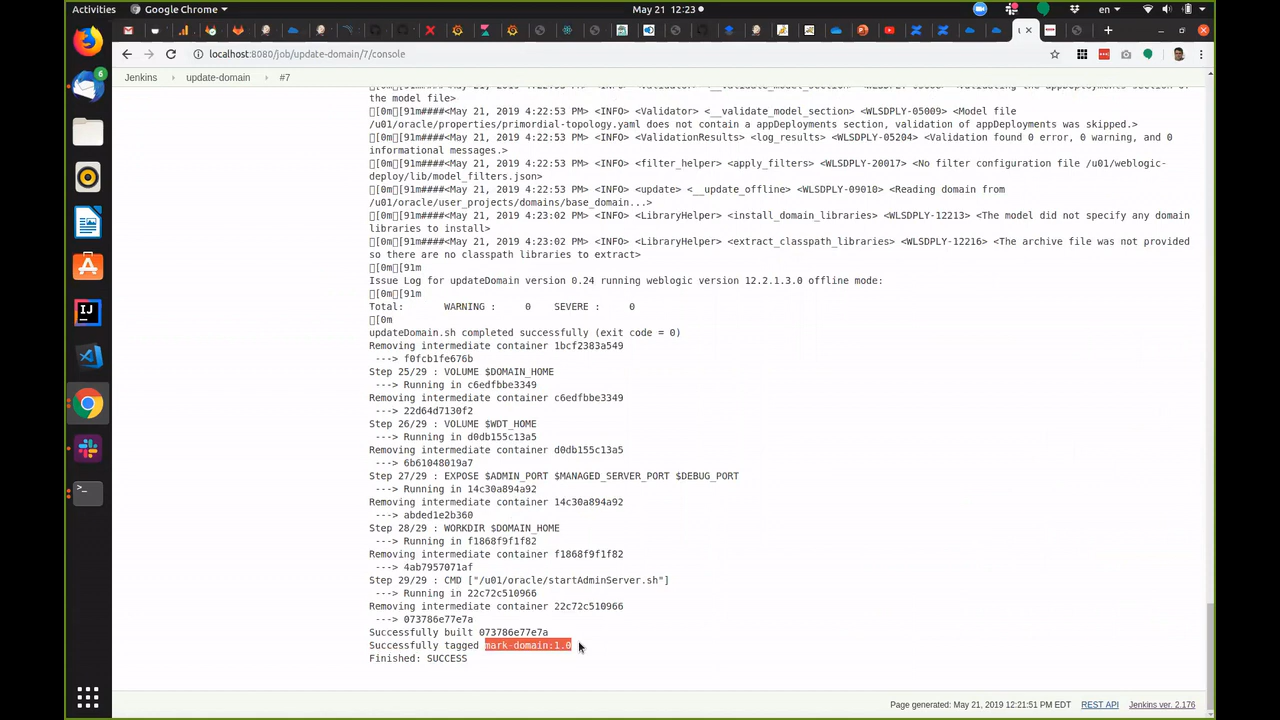 Activities
Google Chrome
May 21 12:23
en
6
localhost:8080/job/update-domain/7/console
Jenkins
update-domain
#7
the model file>
[0m[91m####<May 21, 2019 4:22:53 PM> <INFO> <Validator> <__validate_model_section> <WLSDPLY-05009> <Model file
/u01/oracle/properties/primordial-topology.yaml does not contain a appDeployments section, validation of appDeployments was skipped.>
[0m[91m####<May 21, 2019 4:22:53 PM> <INFO> <ValidationResults> <log_results> <WLSDPLY-05204> <Validation found 0 error, 0 warning, and 0
informational messages.>
[0m[91m####<May 21, 2019 4:22:53 PM> <INFO> <filter_helper> <apply_filters> <WLSDPLY-20017> <No filter configuration file /u01/weblogic-
deploy/lib/model_filters.json>
[0m[91m####<May 21, 2019 4:22:53 PM> <INFO> <update> <__update_offline> <WLSDPLY-09010> <Reading domain from
/u01/oracle/user_projects/domains/base_domain...>
[0m[91m####<May 21, 2019 4:23:02 PM> <INFO> <LibraryHelper> <install_domain_libraries> <WLSDPLY-12213> <The model did not specify any domain
libraries to install>
[0m[91m####<May 21, 2019 4:23:02 PM> <INFO> <LibraryHelper> <extract_classpath_libraries> <WLSDPLY-12216> <The archive file was not provided
so there are no classpath libraries to extract>
[0m[91m
Issue Log for updateDomain version 0.24 running weblogic version 12.2.1.3.0 offline mode:
[0m[91m
Total: WARNING : 0 SEVERE : 0
[0m
updateDomain.sh completed successfully (exit code = 0)
Removing intermediate container 1bcf2383a549
---> f0fcb1fe676b
Step 25/29 : VOLUME $DOMAIN_HOME
---> Running in c6edfbbe3349
Removing intermediate container c6edfbbe3349
---> 22d64d7130f2
Step 26/29 : VOLUME $WDT_HOME
---> Running in d0db155c13a5
Removing intermediate container d0db155c13a5
---> 6b61048019a7
Step 27/29 : EXPOSE $ADMIN_PORT $MANAGED_SERVER_PORT $DEBUG_PORT
---> Running in 14c30a894a92
Removing intermediate container 14c30a894a92
---> abded1e2b360
Step 28/29 : WORKDIR $DOMAIN_HOME
---> Running in f1868f9f1f82
Removing intermediate container f1868f9f1f82
---> 4ab7957071af
Step 29/29 : CMD ["/u01/oracle/startAdminServer.sh"]
---> Running in 22c72c510966
Removing intermediate container 22c72c510966
---> 073786e77e7a
Successfully built 073786e77e7a
Successfully tagged mark-domain:1.0
Finished: SUCCESS
Page generated: May 21, 2019 12:21:51 PM EDT
REST API
Jenkins ver. 2.176